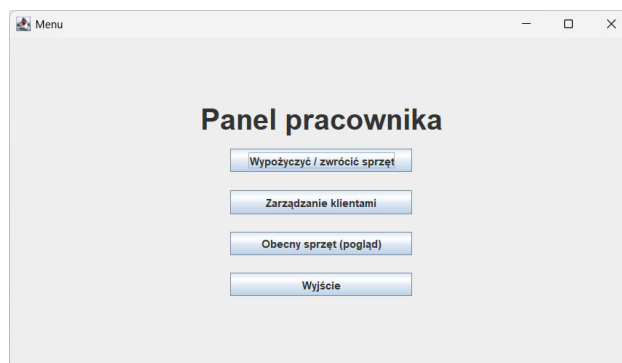 Menu
Panel pracownika
Wypożyczyć / zwrócić sprzęt
Zarządzanie klientami
Obecny sprzęt (pogląd)
Wyjście